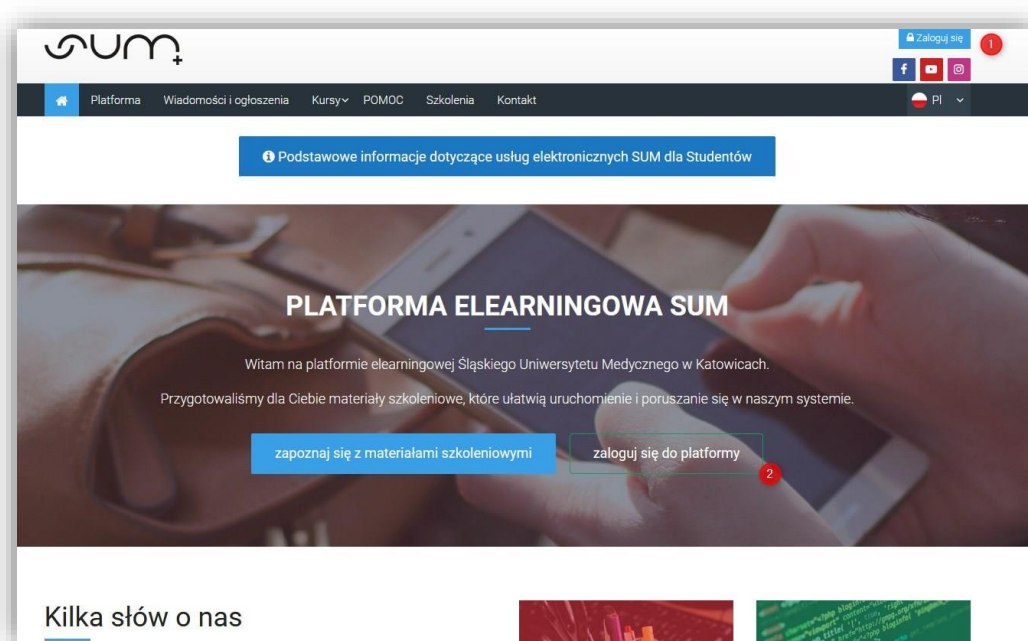 sum+
Zaloguj się
1
Platforma Wiadomości i ogłoszenia Kursy POMOC Szkolenia Kontakt
Pl
Podstawowe informacje dotyczące usług elektronicznych SUM dla Studentów
PLATFORMA ELEARNINGOWA SUM
Witam na platformie elearningowej Śląskiego Uniwersytetu Medycznego w Katowicach.
Przygotowaliśmy dla Ciebie materiały szkoleniowe, które ułatwią uruchomienie i poruszanie się w naszym systemie.
zapoznaj się z materiałami szkoleniowymi zaloguj się do platformy
2
Kilka słów o nas